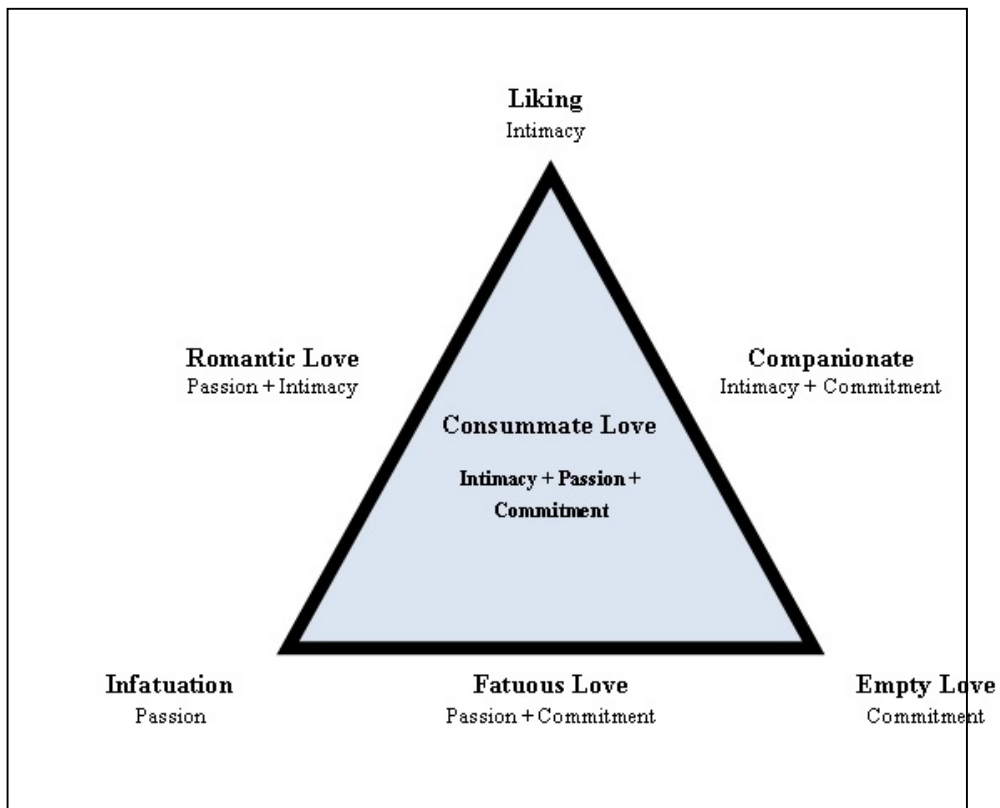 Liking
Intimacy
Romantic Love
Passion + Intimacy
Companionate
Intimacy + Commitment
Consummate Love
Intimacy + Passion +
Commitment
Infatuation
Passion
Fatuous Love
Passion + Commitment
Empty Love
Commitment